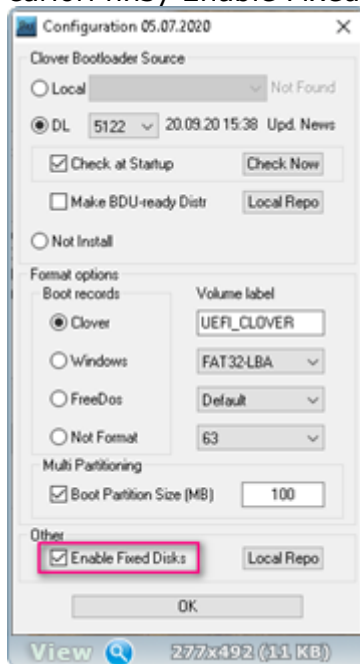 Configuration 05.07.2020
Clover Bootloader Source
Local Not Found
DL 5122 20.09.20 15:38 Upd. News
Check at Startup Check Now
Make BDU-ready Distr Local Repo
Not Install
Format options
Boot records Volume label
Clover UEFI_CLOVER
Windows FAT32-LBA
FreeDos Default
Not Format 63
Multi Partitioning
Boot Partition Size (MB) 100
Other
Enable Fixed Disks Local Repo
OK
View 277x492 (11 KB)